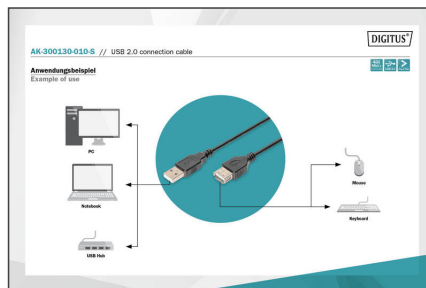 DIGITUS®
AK-300130-010-S // USB 2.0 connection cable
Anwendungsbeispiel
Example of use
PC
Notebook
USB Hub
Mouse
Keyboard